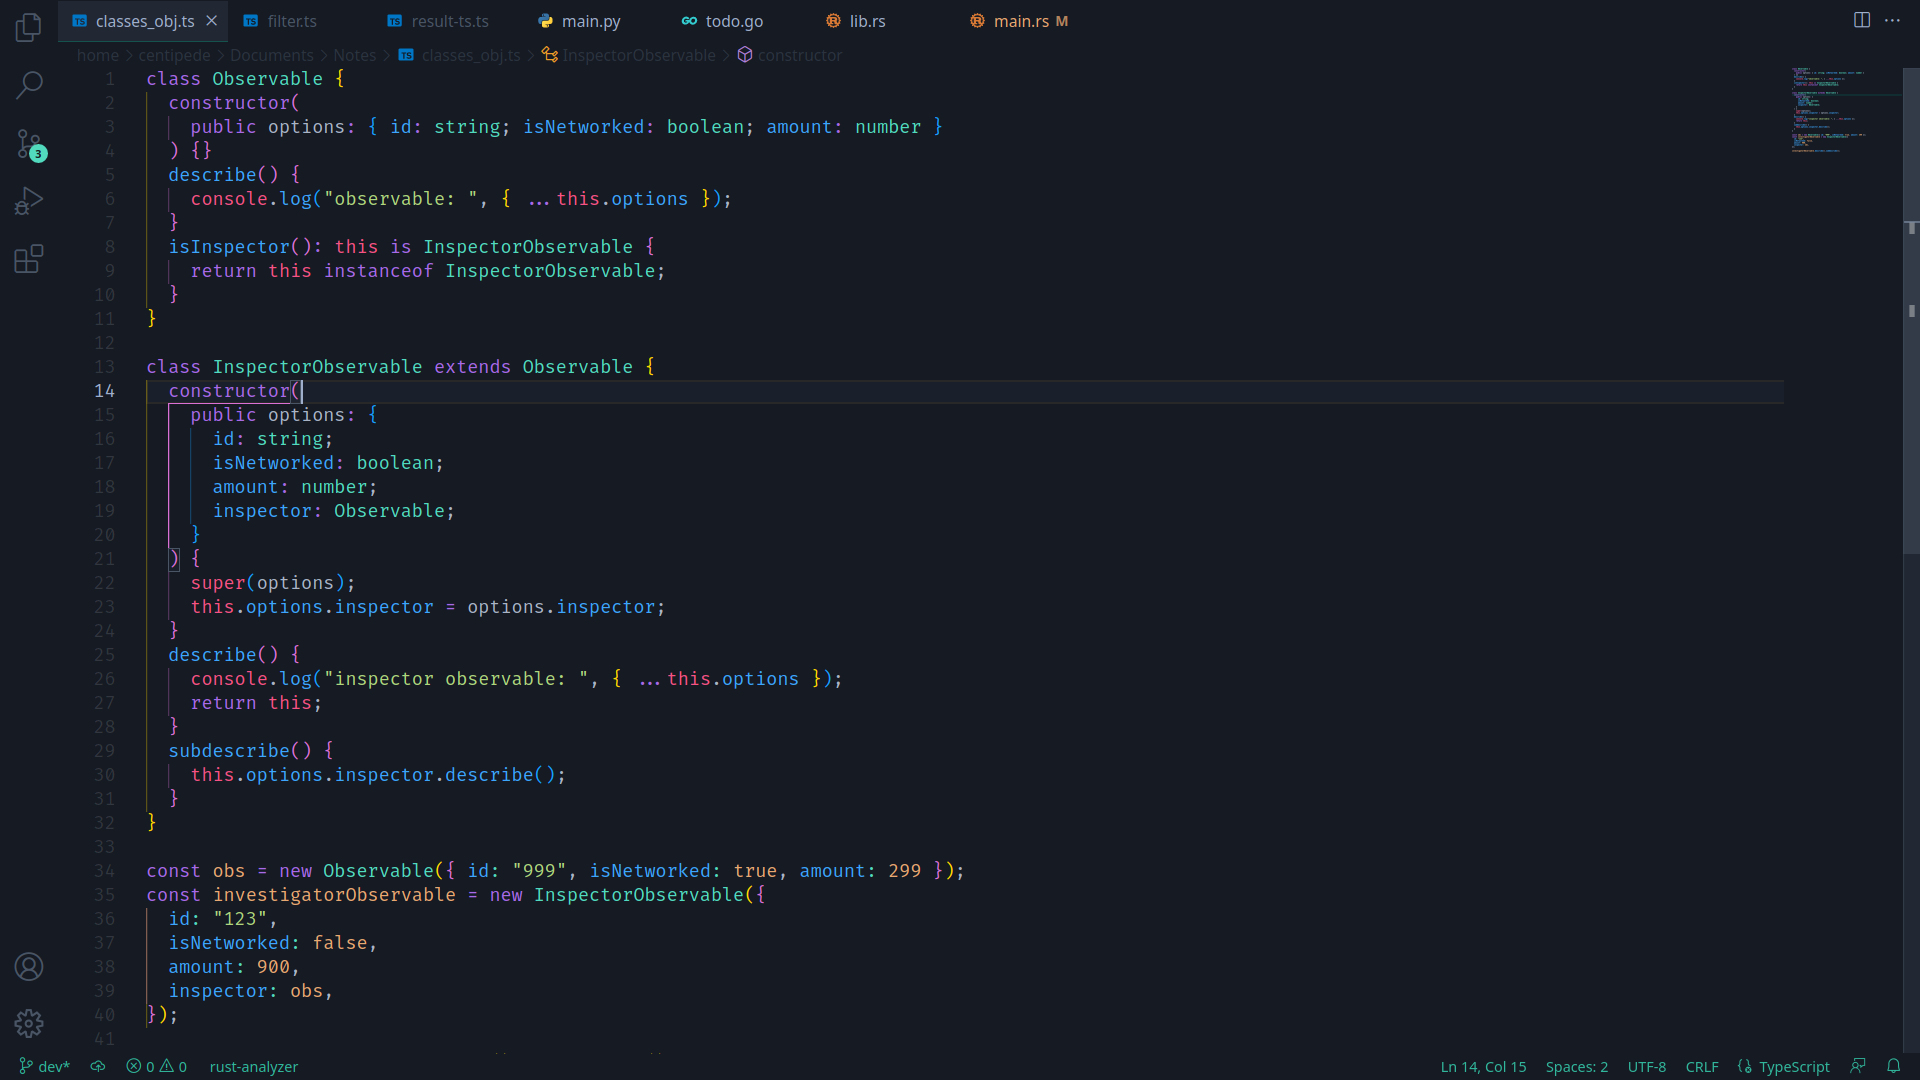 classes_obj.ts filter.ts result-ts.ts main.py todo.go lib.rs main.rs M
home > centipede > Documents > Notes > TS classes_obj.ts > InspectorObservable > constructor
1 class Observable {
2 constructor(
3 public options: { id: string; isNetworked: boolean; amount: number }
4 ) {}
5 describe() {
6 console.log("observable: ", { ...this.options });
7 }
8 isInspector(): this is InspectorObservable {
9 return this instanceof InspectorObservable;
10 }
11 }
12
13 class InspectorObservable extends Observable {
14 constructor(
15 public options: {
16 id: string;
17 isNetworked: boolean;
18 amount: number;
19 inspector: Observable;
20 }
21 ) {
22 super(options);
23 this.options.inspector = options.inspector;
24 }
25 describe() {
26 console.log("inspector observable: ", { ...this.options });
27 return this;
28 }
29 subdescribe() {
30 this.options.inspector.describe();
31 }
32 }
33
34 const obs = new Observable({ id: "999", isNetworked: true, amount: 299 });
35 const investigatorObservable = new InspectorObservable({
36 id: "123",
37 isNetworked: false,
38 amount: 900,
39 inspector: obs,
40 });
41
3
dev* 0 0 rust-analyzer Ln 14, Col 15 Spaces: 2 UTF-8 CRLF {} TypeScript